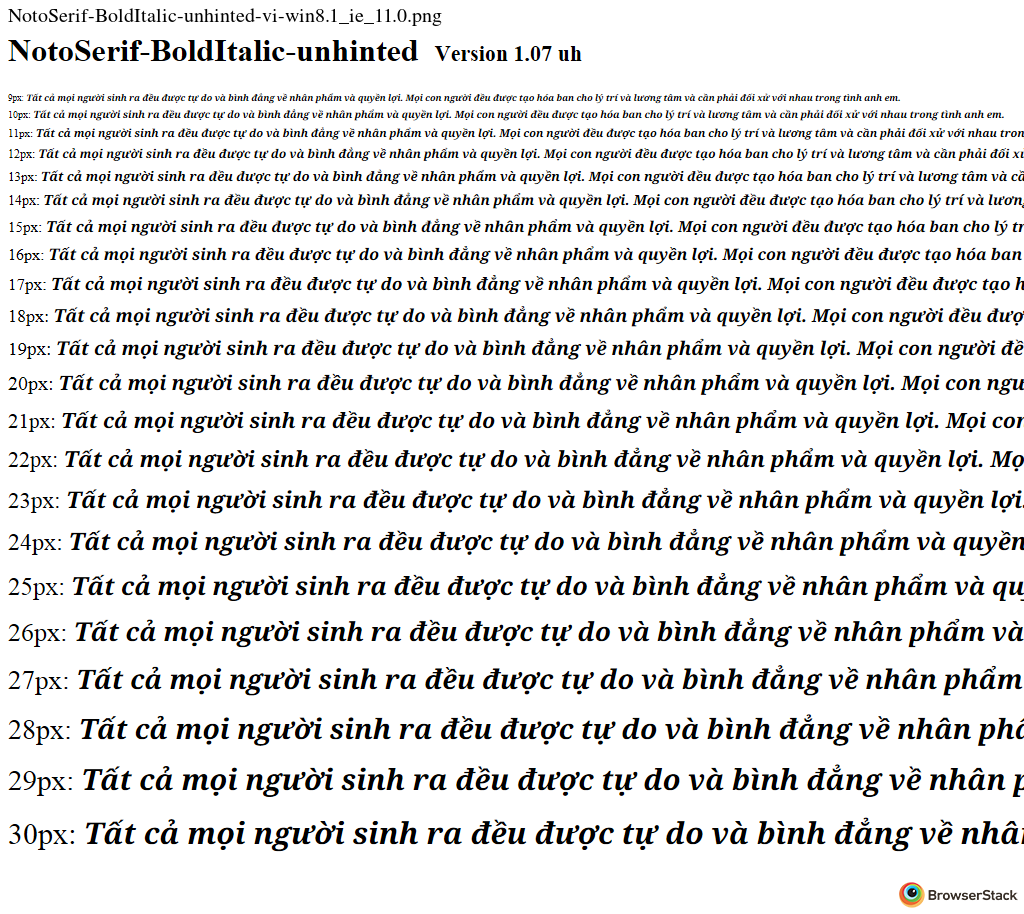 NotoSerif-BoldItalic-unhinted-vi-win8.1_ie_11.0.png
NotoSerif-BoldItalic-unhinted Version 1.07 uh
9px: Tất cả mọi người sinh ra đều được tự do và bình đẳng về nhân phẩm và quyền lợi. Mọi con người đều được tạo hóa ban cho lý trí và lương tâm và cần phải đối xử với nhau trong tình anh em.
10px: Tất cả mọi người sinh ra đều được tự do và bình đẳng về nhân phẩm và quyền lợi. Mọi con người đều được tạo hóa ban cho lý trí và lương tâm và cần phải đối xử với nhau trong tình anh em.
11px: Tất cả mọi người sinh ra đều được tự do và bình đẳng về nhân phẩm và quyền lợi. Mọi con người đều được tạo hóa ban cho lý trí và lương tâm và cần phải đối xử với nhau tron
12px: Tất cả mọi người sinh ra đều được tự do và bình đẳng về nhân phẩm và quyền lợi. Mọi con người đều được tạo hóa ban cho lý trí và lương tâm và cần phải đối x
13px: Tất cả mọi người sinh ra đều được tự do và bình đẳng về nhân phẩm và quyền lợi. Mọi con người đều được tạo hóa ban cho lý trí và lương tâm và c
14px: Tất cả mọi người sinh ra đều được tự do và bình đẳng về nhân phẩm và quyền lợi. Mọi con người đều được tạo hóa ban cho lý trí và lươn
15px: Tất cả mọi người sinh ra đều được tự do và bình đẳng về nhân phẩm và quyền lợi. Mọi con người đều được tạo hóa ban cho lý tr
16px: Tất cả mọi người sinh ra đều được tự do và bình đẳng về nhân phẩm và quyền lợi. Mọi con người đều được tạo hóa ban
17px: Tất cả mọi người sinh ra đều được tự do và bình đẳng về nhân phẩm và quyền lợi. Mọi con người đều được tạo h
18px: Tất cả mọi người sinh ra đều được tự do và bình đẳng về nhân phẩm và quyền lợi. Mọi con người đều đượ
19px: Tất cả mọi người sinh ra đều được tự do và bình đẳng về nhân phẩm và quyền lợi. Mọi con người đề
20px: Tất cả mọi người sinh ra đều được tự do và bình đẳng về nhân phẩm và quyền lợi. Mọi con ngư
21px: Tất cả mọi người sinh ra đều được tự do và bình đẳng về nhân phẩm và quyền lợi. Mọi con
22px: Tất cả mọi người sinh ra đều được tự do và bình đẳng về nhân phẩm và quyền lợi. Mọ
23px: Tất cả mọi người sinh ra đều được tự do và bình đẳng về nhân phẩm và quyền lợi.
24px: Tất cả mọi người sinh ra đều được tự do và bình đẳng về nhân phẩm và quyền
25px: Tất cả mọi người sinh ra đều được tự do và bình đẳng về nhân phẩm và qu
26px: Tất cả mọi người sinh ra đều được tự do và bình đẳng về nhân phẩm và
27px: Tất cả mọi người sinh ra đều được tự do và bình đẳng về nhân phẩm
28px: Tất cả mọi người sinh ra đều được tự do và bình đẳng về nhân phẩ
29px: Tất cả mọi người sinh ra đều được tự do và bình đẳng về nhân p
30px: Tất cả mọi người sinh ra đều được tự do và bình đẳng về nhân
BrowserStack